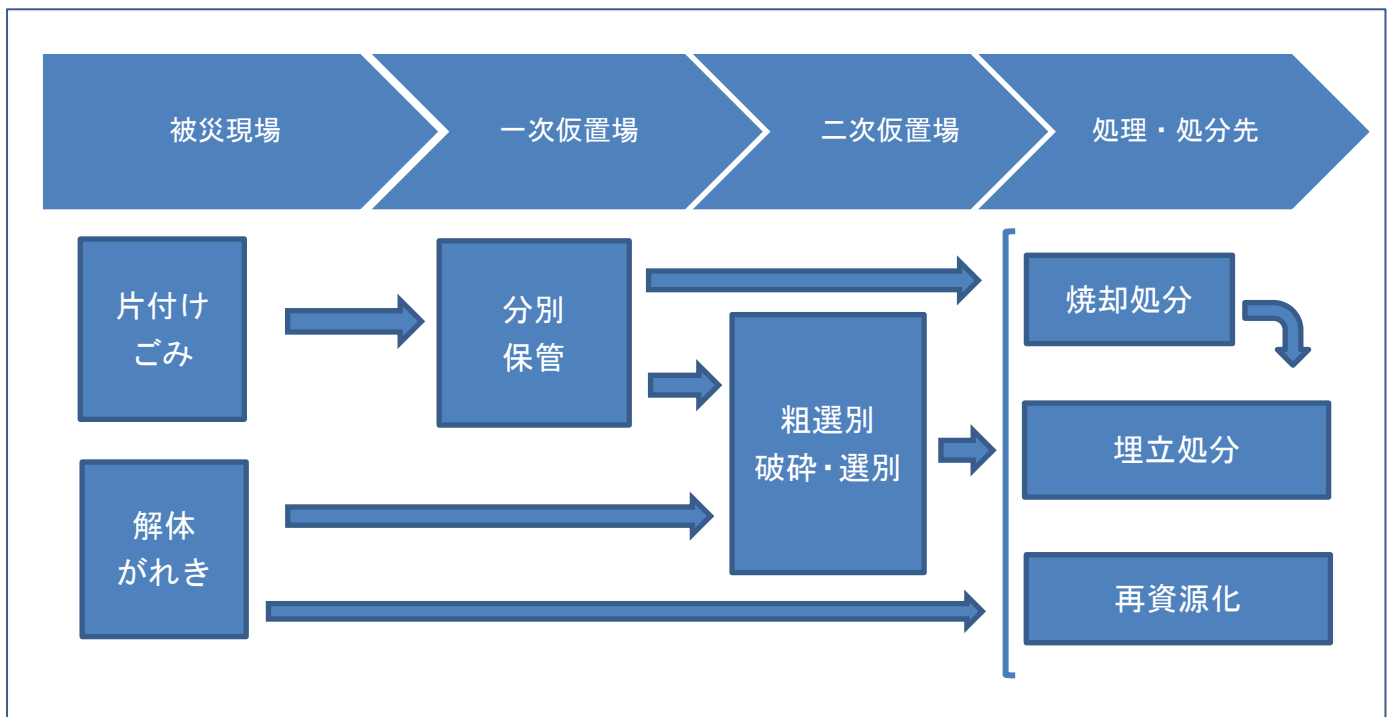 被災現場
一次仮置場
二次仮置場
処理・処分先
片付け
ごみ
分別
保管
焼却処分
粗選別
破砕・選別
埋立処分
解体
がれき
再資源化